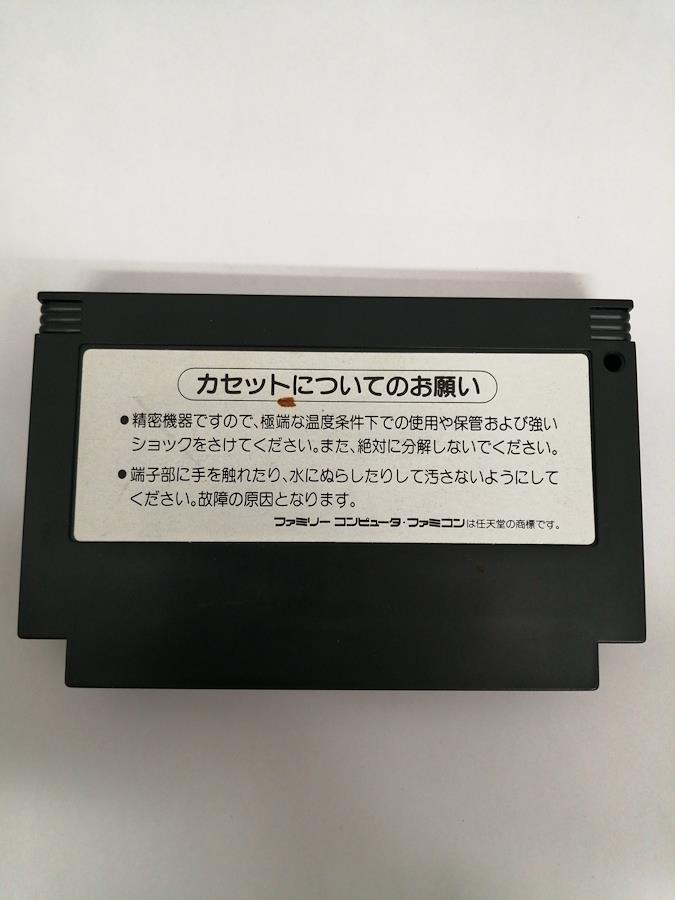 カセットについてのお願い
●精密機器ですので、極端な温度条件下での使用や保管および強い
ショックをさけてください。また、絶対に分解しないでください。
●端子部に手を触れたり、水にぬらしたりして汚さないようにして
ください。故障の原因となります。
ファミリー コンピュータ・ファミコンは任天堂の商標です。